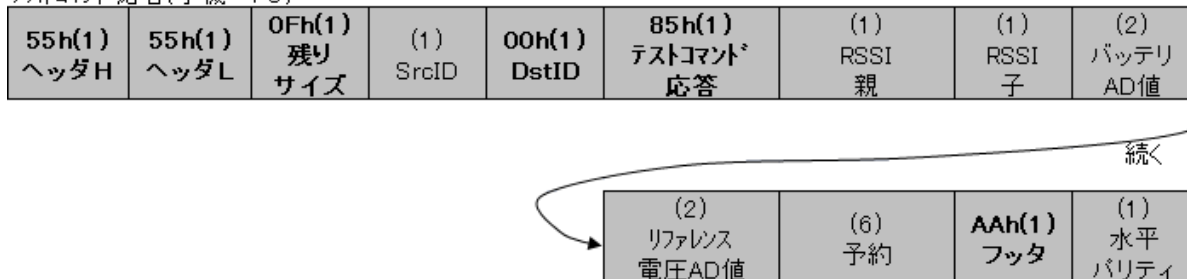 55h(1)
ヘッダH
55h(1)
ヘッダL
0Fh(1)
残り
サイズ
(1)
SrcID
00h(1)
DstID
85h(1)
ﾃｽﾄｺﾏﾝﾄﾞ
応答
(1)
RSSI
親
(1)
RSSI
子
(2)
バッテリ
AD値
続く
(2)
ﾘﾌｧﾚﾝｽ
電圧AD値
(6)
予約
AAh(1)
フッタ
(1)
水平
パリティ